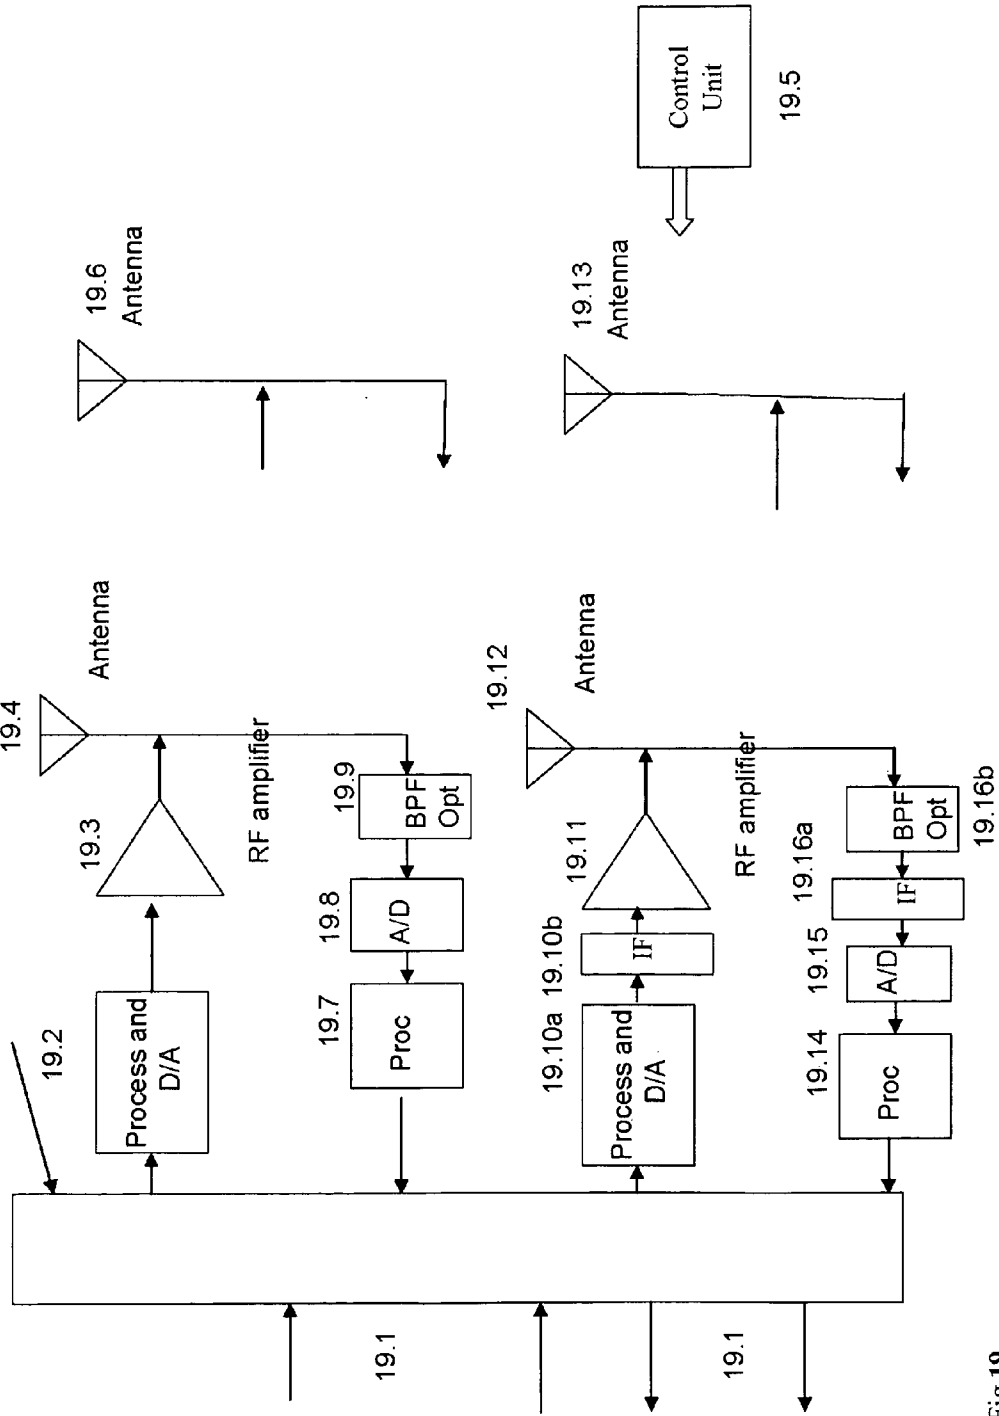 19.4
Antenna
19.6
Antenna
19.2
Process and
D/A
19.3
RF amplifier
19.7
Proc
19.8
A/D
19.9
BPF
Opt
19.1
19.12
Antenna
19.13
Antenna
19.10a
Process and
D/A
19.10b
IF
19.11
RF amplifier
Control
Unit
19.5
19.1
19.14
Proc
19.15
A/D
19.16a
IF
BPF
Opt
19.16b
Fig 19